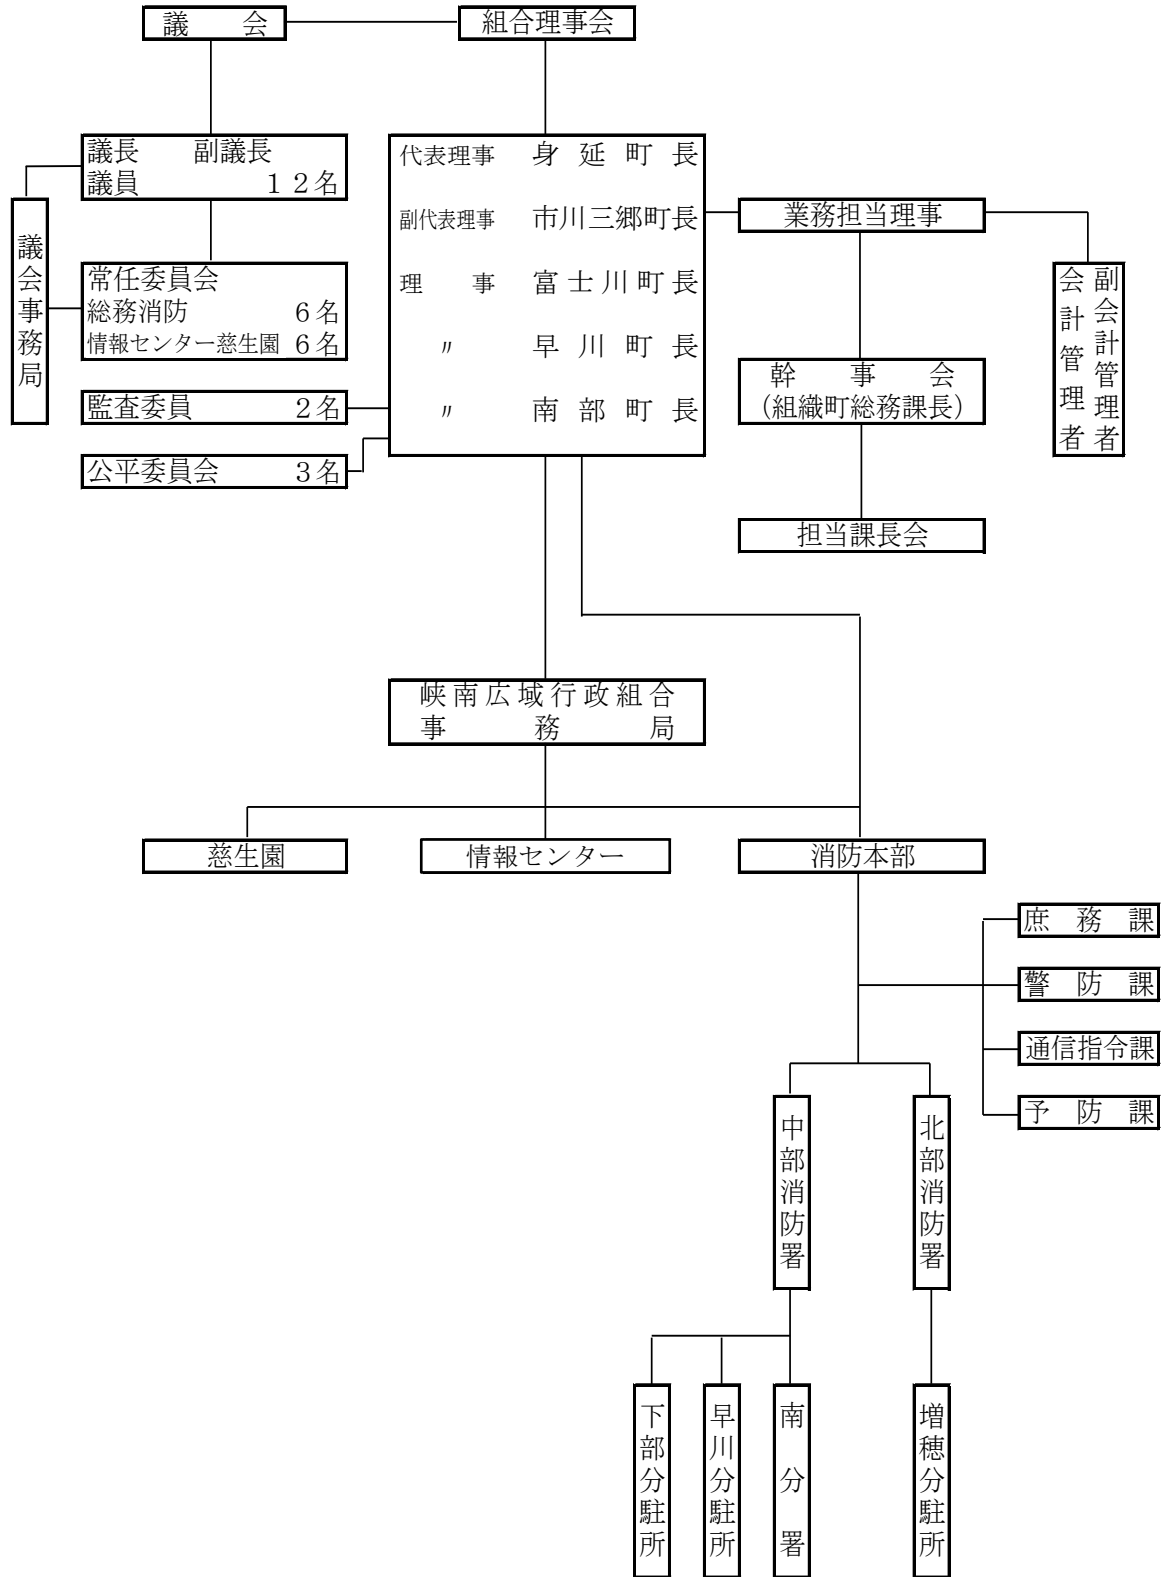 議　　会
組合理事会
議長　　副議長
議員　　　　　１２名
議会事務局
常任委員会
総務消防　　　　６名
情報センター慈生園 ６名
監査委員　　　２名
公平委員会　　　３名
代表理事　身延町長
副代表理事　市川三郷町長
理　　事　富士川町長
〃　早川町長
〃　南部町長
業務担当理事
副会計管理者
会計管理者
幹　事　会
（組織町総務課長）
担当課長会
峡南広域行政組合
事　務　局
慈生園
情報センター
消防本部
庶務課
警防課
通信指令課
予防課
中部消防署
北部消防署
下部分駐所
早川分駐所
南分署
増穂分駐所